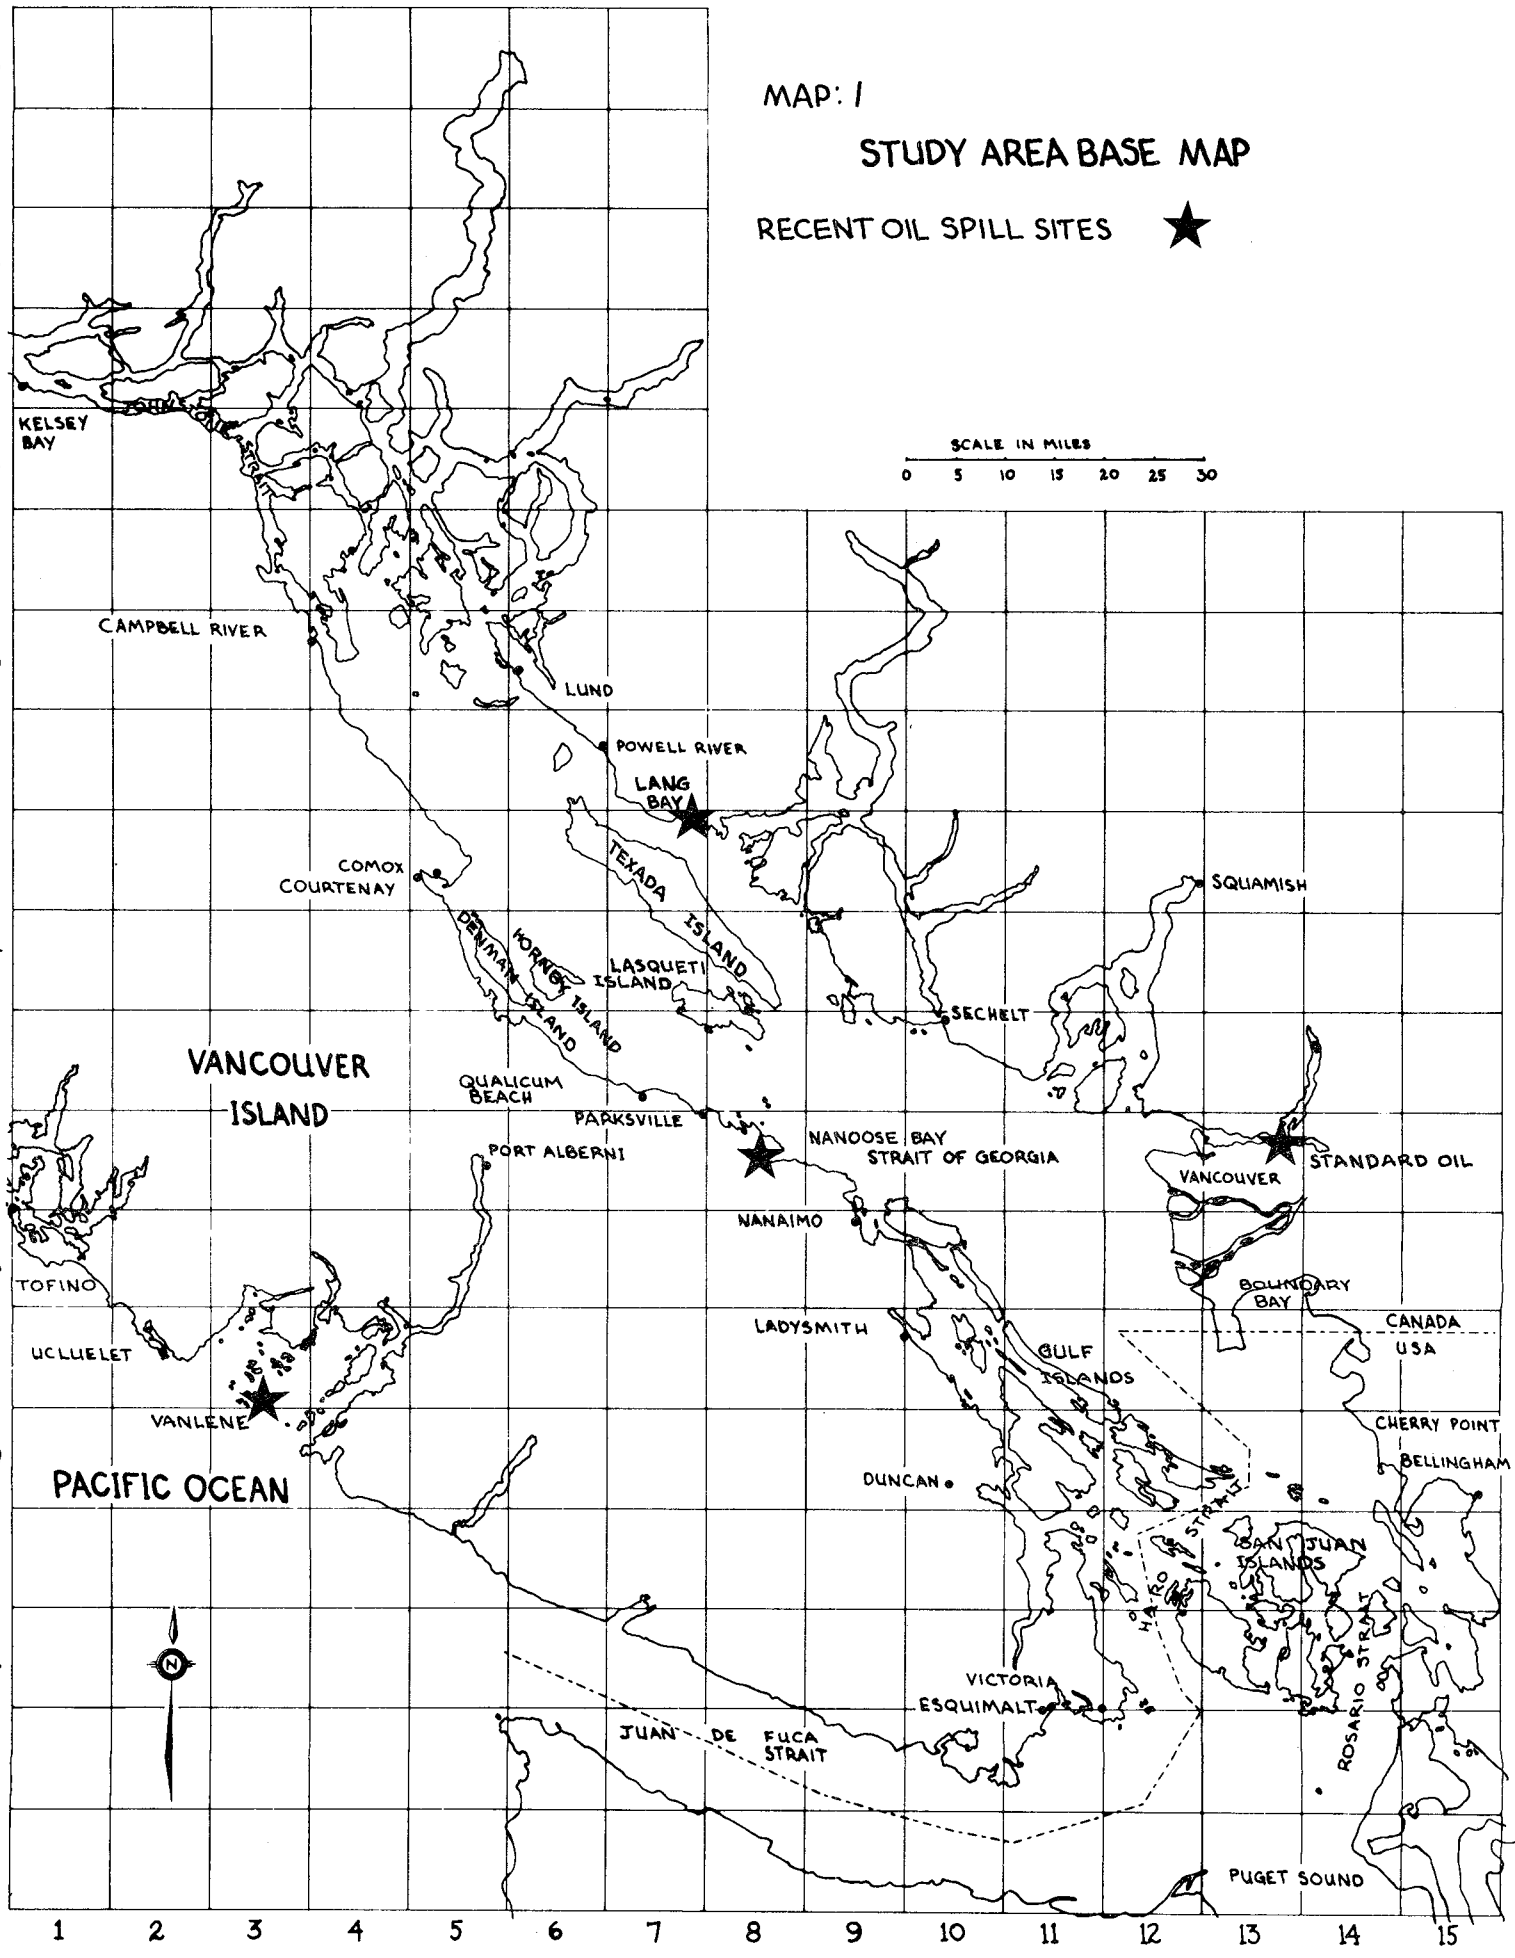 MAP: 1
STUDY AREA BASE MAP
RECENT OIL SPILL SITES
KELSEY
BAY
JOHNSTONE
STRAIT
SCALE IN MILES
0 5 10 15 20 25 30
CAMPBELL RIVER
LUND
POWELL RIVER
LANG
BAY
COMOX
COURTENAY
TEXADA
ISLAND
SQUAMISH
DENMAN
ISLAND
HORNBY ISLAND
LASQUETI
ISLAND
SECHELT
VANCOUVER
ISLAND
QUALICUM
BEACH
PARKSVILLE
PORT ALBERNI
NANOOSE BAY
STRAIT OF GEORGIA
STANDARD OIL
VANCOUVER
NANAIMO
TOFINO
BOUNDARY
BAY
LADYSMITH
CANADA
USA
UCLUELET
GULF
ISLANDS
VANLENE
CHERRY POINT
PACIFIC OCEAN
DUNCAN
BELLINGHAM
HARO STRAIT
SAN JUAN
ISLANDS
ROSARIO STRAIT
N
VICTORIA
ESQUIMALT
JUAN DE FUCA
STRAIT
PUGET SOUND
1 2 3 4 5 6 7 8 9 10 11 12 13 14 15